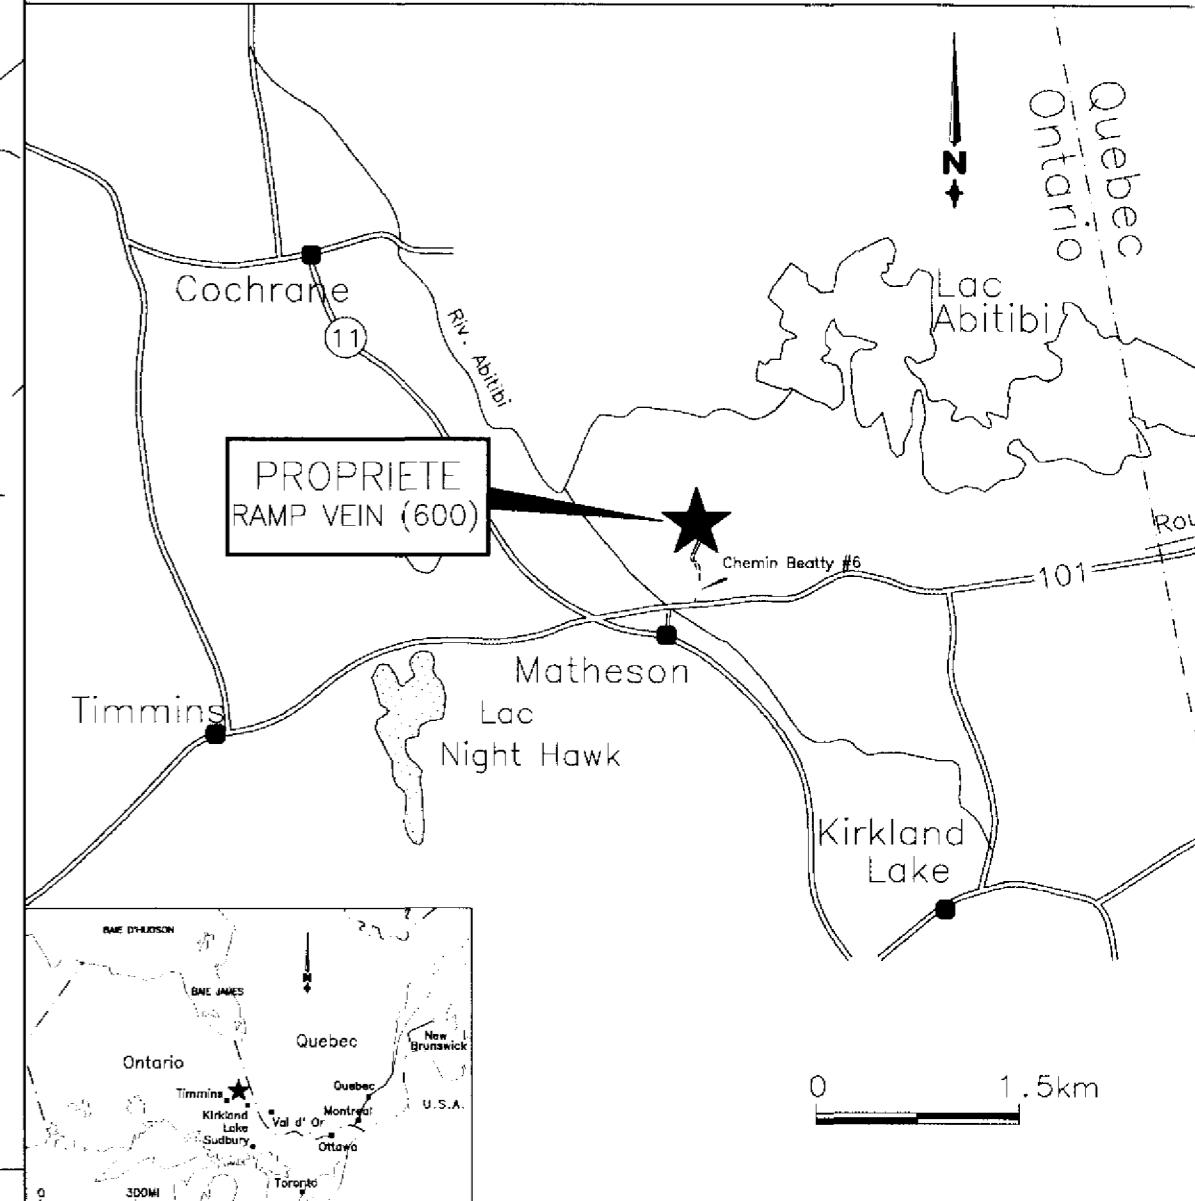 Quebec
Ontario
N
Cochrane
11
Riv. Abitibi
Lac
Abitibi
PROPRIETE
RAMP VEIN (600)
Chemin Beatty #6
Rou
101
Matheson
Timmins
Lac
Night Hawk
Kirkland
Lake
0 1.5km
BAIE D'HUDSON
N
BAIE JAMES
Quebec
New
Brunswick
Ontario
Timmins
Quebec
Kirkland
Lake
Val d' Or
Montreal
U.S.A.
Sudbury
Ottawa
Toronto
0 300MI